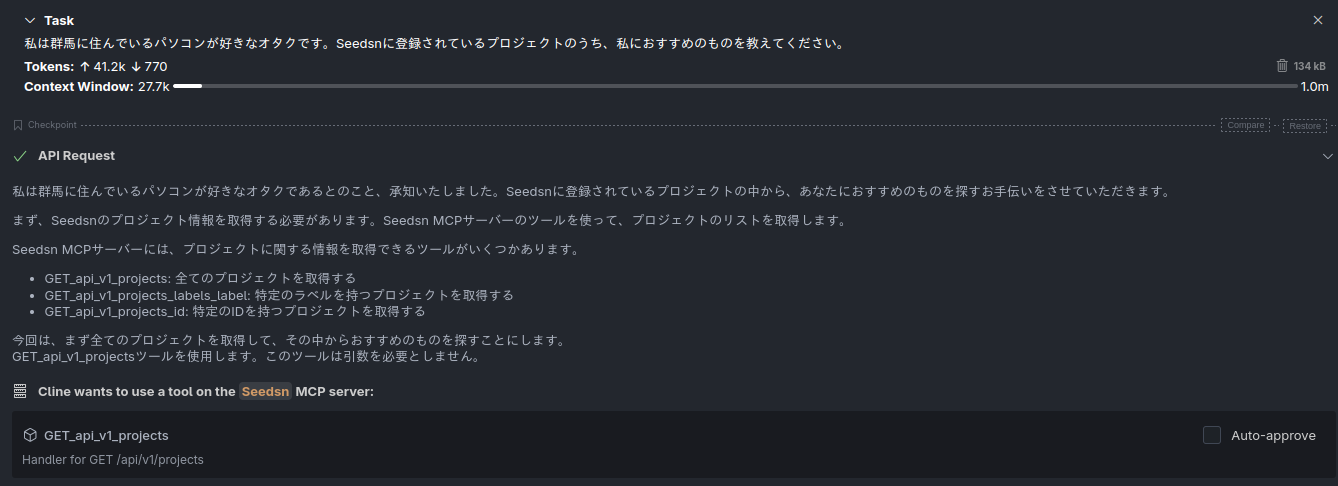 Task
私は群馬に住んでいるパソコンが好きなオタクです。Seedsnに登録されているプロジェクトのうち、私におすすめのものを教えてください。
Tokens: ↑ 41.2k ↓ 770
134 kB
Context Window: 27.7k 1.0m
Checkpoint Compare Restore
API Request
私は群馬に住んでいるパソコンが好きなオタクであるとのこと、承知いたしました。Seedsnに登録されているプロジェクトの中から、あなたにおすすめのものを探すお手伝いをさせていただきます。
まず、Seedsnのプロジェクト情報を取得する必要があります。Seedsn MCPサーバーのツールを使って、プロジェクトのリストを取得します。
Seedsn MCPサーバーには、プロジェクトに関する情報を取得できるツールがいくつかあります。
• GET_api_v1_projects: 全てのプロジェクトを取得する
• GET_api_v1_projects_labels_label: 特定のラベルを持つプロジェクトを取得する
• GET_api_v1_projects_id: 特定のIDを持つプロジェクトを取得する
今回は、まず全てのプロジェクトを取得して、その中からおすすめのものを探すことにします。
GET_api_v1_projectsツールを使用します。このツールは引数を必要としません。
Cline wants to use a tool on the Seedsn MCP server:
GET_api_v1_projects
Auto-approve
Handler for GET /api/v1/projects